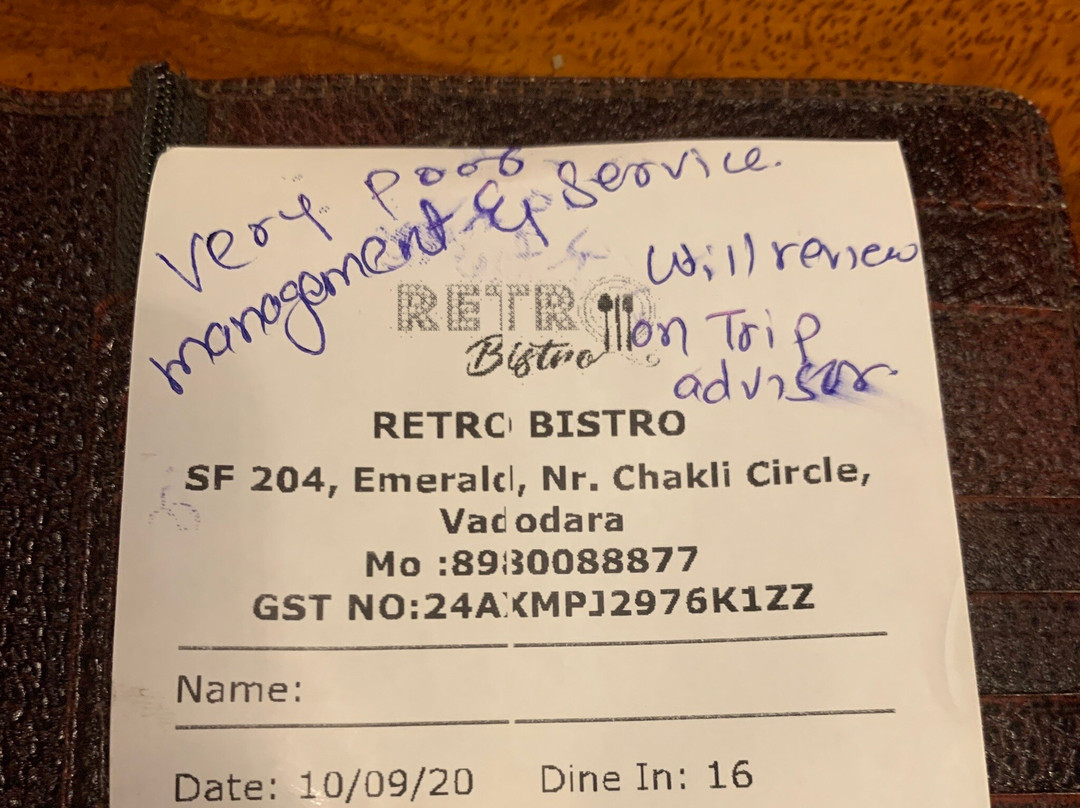 Very poor Service.
management &
Will review
on Trip
advisor
RETRO
Bistro
RETRO BISTRO
SF 204, Emerald, Nr. Chakli Circle,
Vadodara
Mo :8980088877
GST NO:24AXMPJ2976K1ZZ
Name:
Date: 10/09/20 Dine In: 16